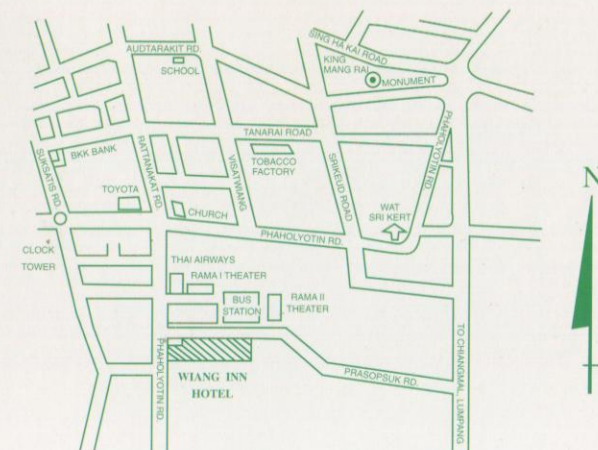 SING HA KAI ROAD
AUDTARAKIT RD.
SCHOOL
KING
MANG RAI
MONUMENT
PHAHOLYOTIN RD.
TANARAI ROAD
BKK BANK
SUKSATIS RD.
RATTANAKAT RD.
VISATWIANG
TOBACCO
FACTORY
SRIKEUD ROAD
TOYOTA
CHURCH
WAT
SRI KERT
PHAHOLYOTIN RD.
CLOCK
TOWER
THAI AIRWAYS
RAMA I THEATER
BUS
STATION
RAMA II
THEATER
PHAHOLYOTIN RD.
WIANG INN
HOTEL
PRASOPSUK RD.
TO CHIANGMAI, LUMPANG
N